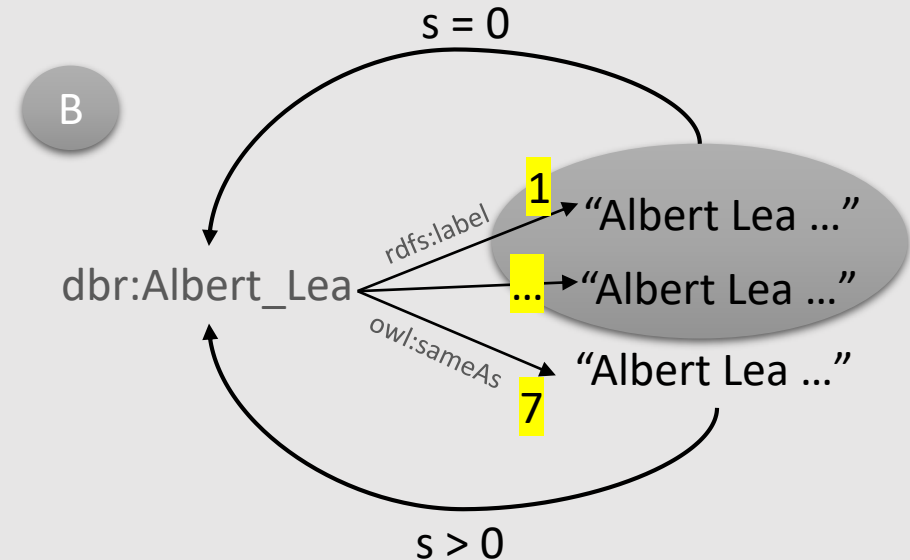 s = 0
B
1
rdfs:label
“Albert Lea ...”
dbr:Albert_Lea
...
“Albert Lea ...”
owl:sameAs
“Albert Lea ...”
7
s > 0